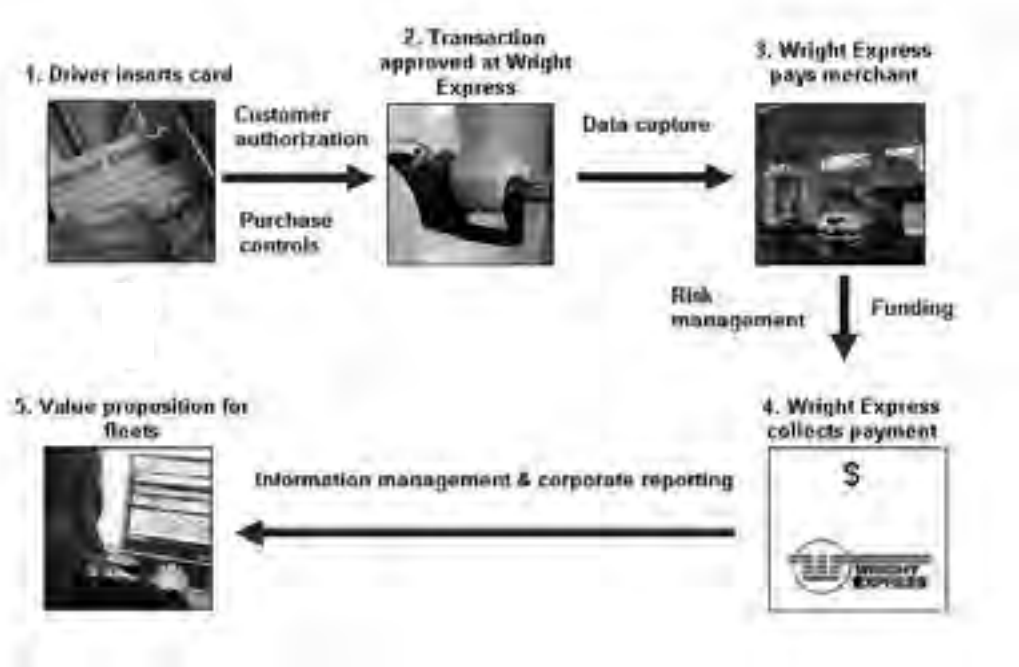 1. Driver inserts card
Customer
authorization
Purchase
controls
2. Transaction
approved at Wright
Express
Data capture
3. Wright Express
pays merchant
Risk
management
Funding
4. Wright Express
collects payment
$
WRIGHT
EXPRESS
Information management & corporate reporting
5. Value proposition for
fleets